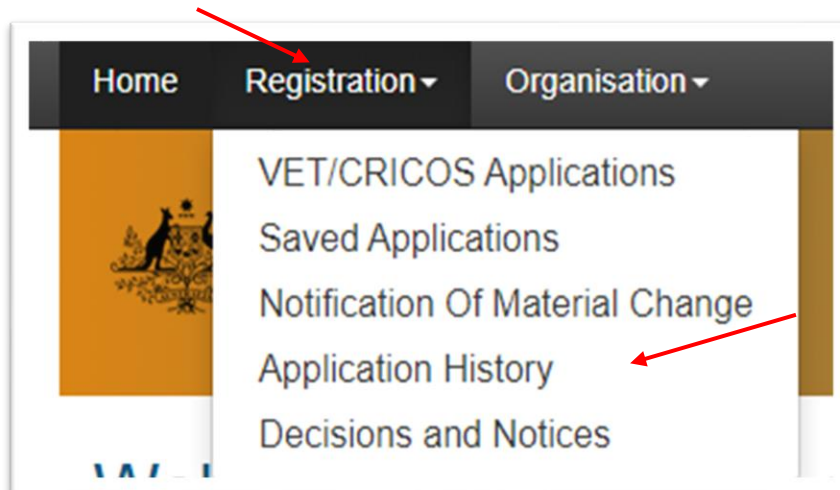 Home Registration Organisation
VET/CRICOS Applications
Saved Applications
Notification Of Material Change
Application History
Decisions and Notices